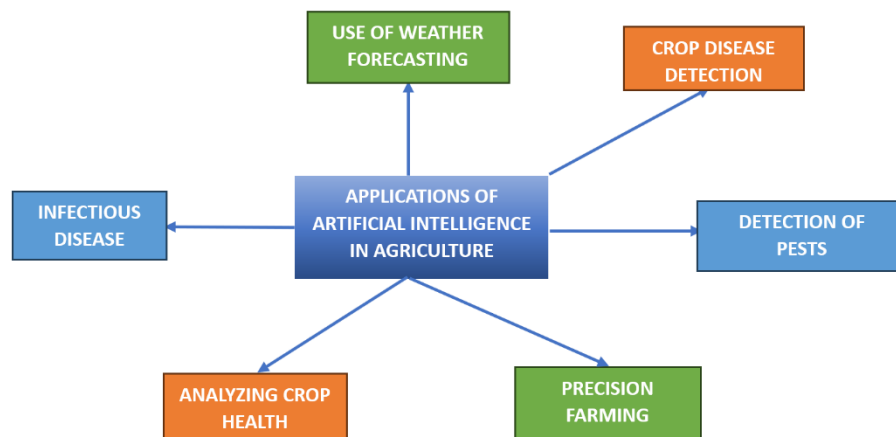 USE OF WEATHER
FORECASTING
CROP DISEASE
DETECTION
APPLICATIONS OF
ARTIFICIAL INTELLIGENCE
IN AGRICULTURE
INFECTIOUS
DISEASE
DETECTION OF
PESTS
ANALYZING CROP
HEALTH
PRECISION
FARMING